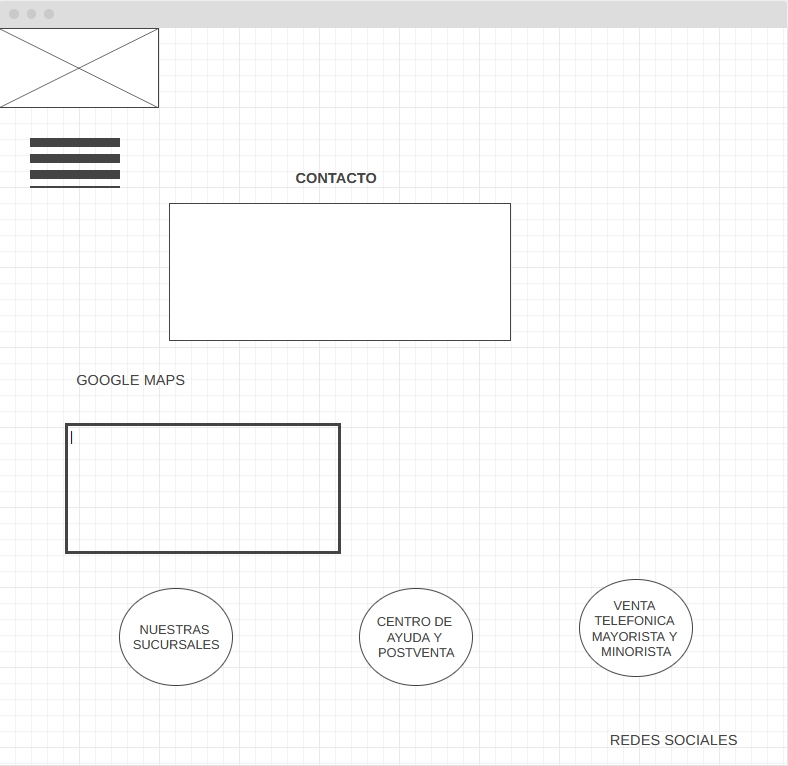 CONTACTO
GOOGLE MAPS
NUESTRAS
SUCURSALES
CENTRO DE
AYUDA Y
POSTVENTA
VENTA
TELEFONICA
MAYORISTA Y
MINORISTA
REDES SOCIALES